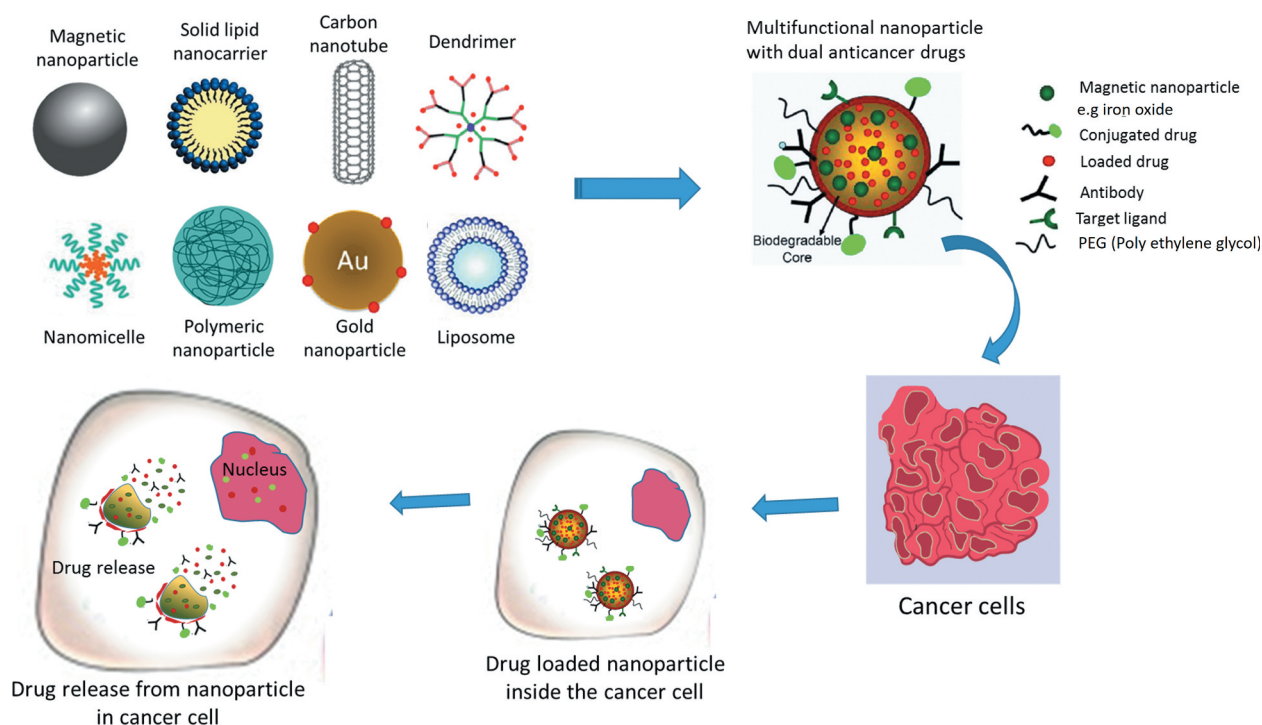 Magnetic
nanoparticle
Solid lipid
nanocarrier
Carbon
nanotube
Dendrimer
Nanomicelle
Polymeric
nanoparticle
Au
Gold
nanoparticle
Liposome
Multifunctional nanoparticle
with dual anticancer drugs
Biodegradable
Core
Magnetic nanoparticle
e.g iron oxide
Conjugated drug
Loaded drug
Antibody
Target ligand
PEG (Poly ethylene glycol)
Cancer cells
Drug loaded nanoparticle
inside the cancer cell
Nucleus
Drug release
Drug release from nanoparticle
in cancer cell